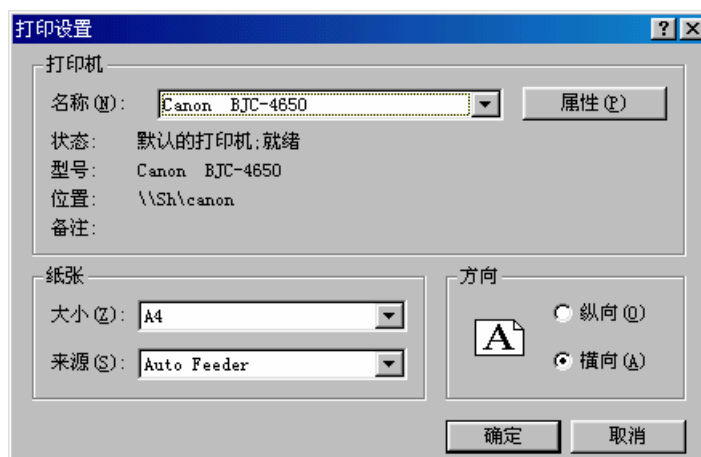 打印设置
打印机
名称(N): Canon BJC-4650 属性(P)
状态: 默认的打印机;就绪
型号: Canon BJC-4650
位置: \\Sh\canon
备注:
纸张
大小(Z): A4
来源(S): Auto Feeder
方向
A
纵向(O)
横向(A)
确定 取消